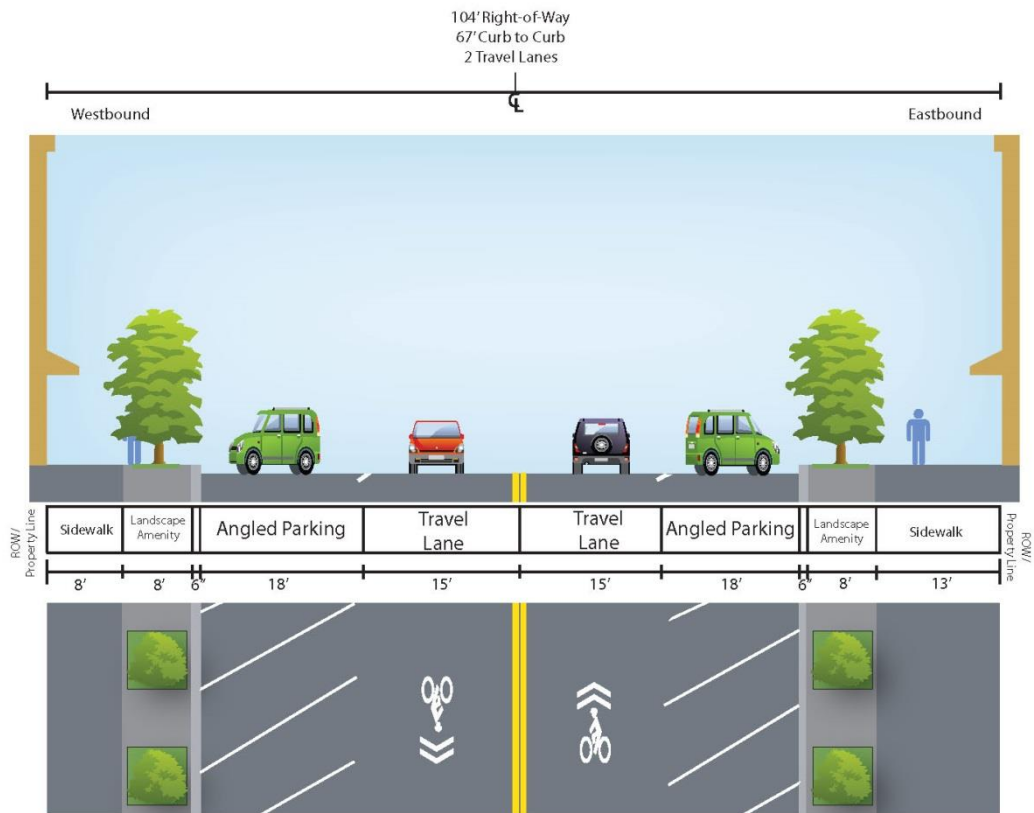 104' Right-of-Way
67' Curb to Curb
2 Travel Lanes
℄
Westbound
Eastbound
ROW/
Property Line
Sidewalk
Landscape
Amenity
Angled Parking
Travel
Lane
Travel
Lane
Angled Parking
Landscape
Amenity
Sidewalk
ROW/
Property Line
8' 8' 6" 18' 15' 15' 18' 6" 8' 13'